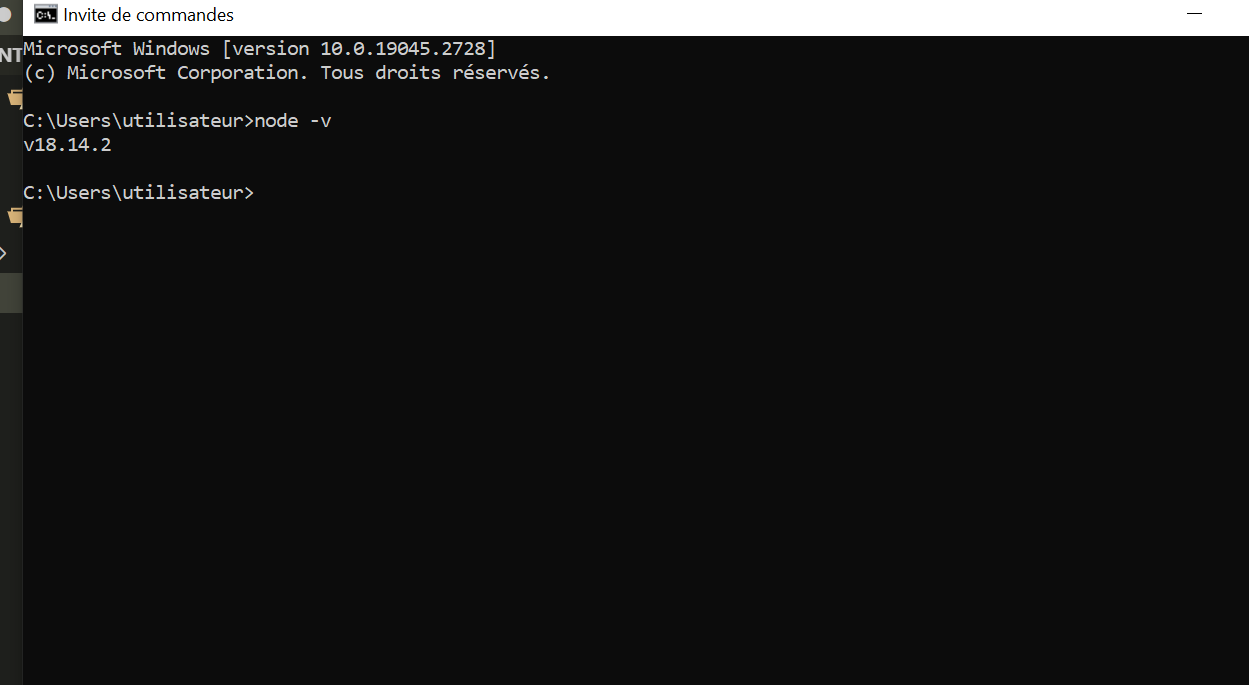 Invite de commandes
NT
Microsoft Windows [version 10.0.19045.2728]
(c) Microsoft Corporation. Tous droits réservés.
C:\Users\utilisateur>node -v
v18.14.2
C:\Users\utilisateur>